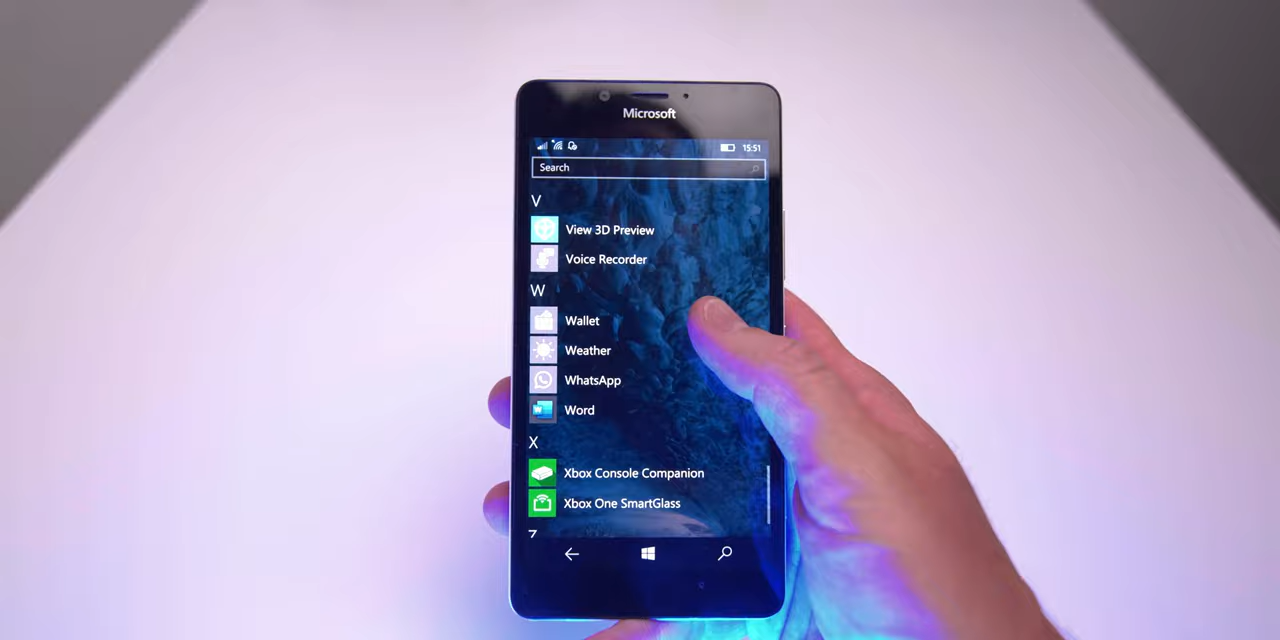 Microsoft
15:51
Search
V
View 3D Preview
Voice Recorder
W
Wallet
Weather
WhatsApp
Word
X
Xbox Console Companion
Xbox One SmartGlass